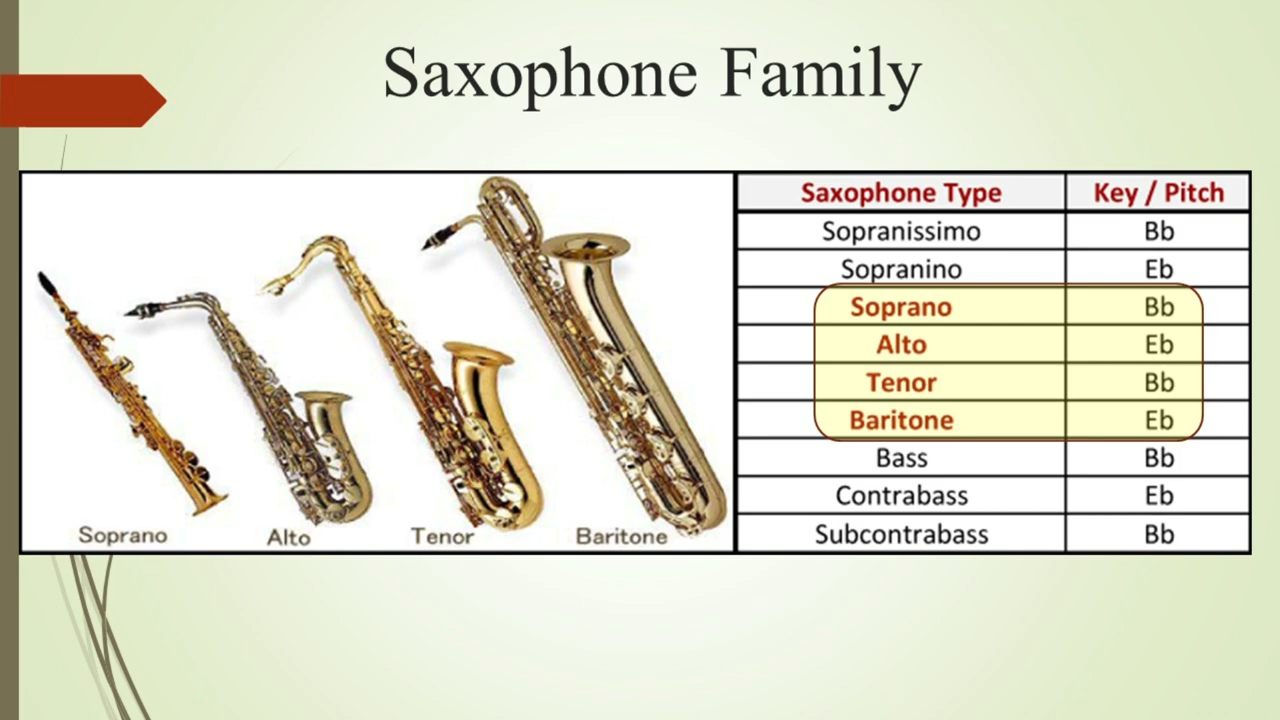 Saxophone Family
Soprano
Alto
Tenor
Baritone
Saxophone Type Key / Pitch
Sopranissimo Bb
Sopranino Eb
Soprano Bb
Alto Eb
Tenor Bb
Baritone Eb
Bass Bb
Contrabass Eb
Subcontrabass Bb